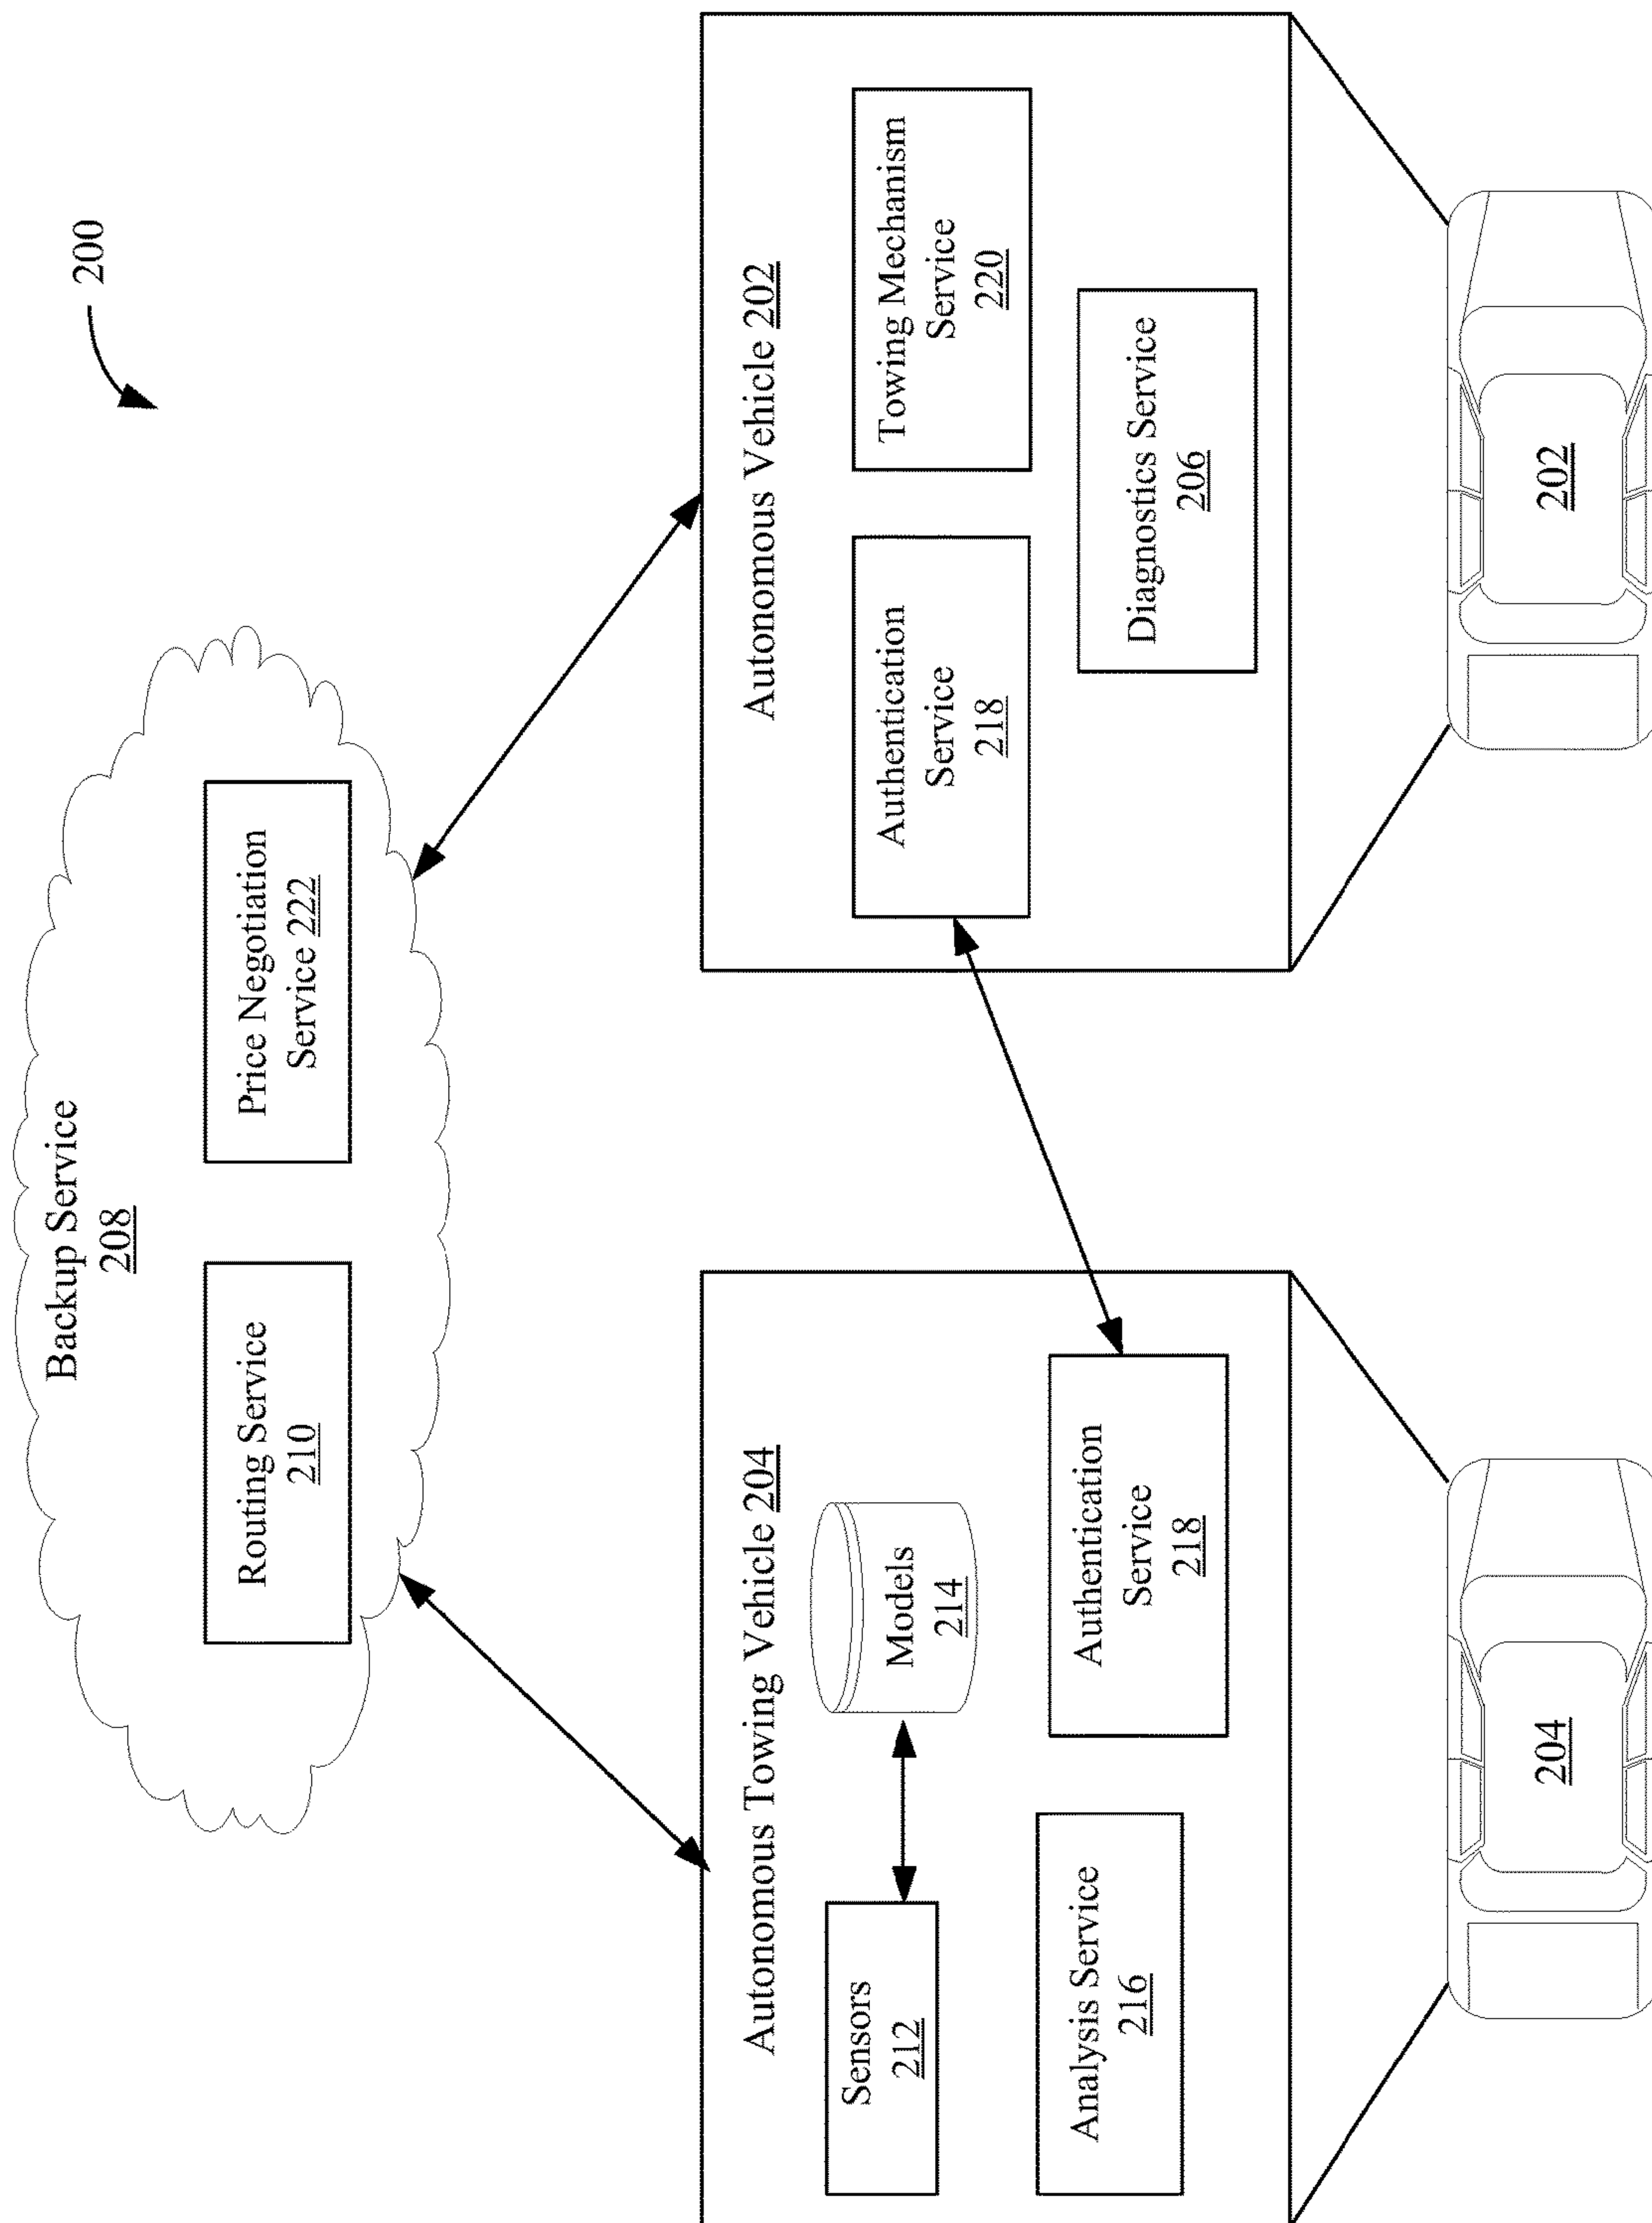 200
Backup Service
208
Routing Service
210
Price Negotiation
Service 222
Autonomous Towing Vehicle 204
Sensors
212
Models
214
Analysis Service
216
Authentication
Service
218
204
Autonomous Vehicle 202
Authentication
Service
218
Towing Mechanism
Service
220
Diagnostics Service
206
202